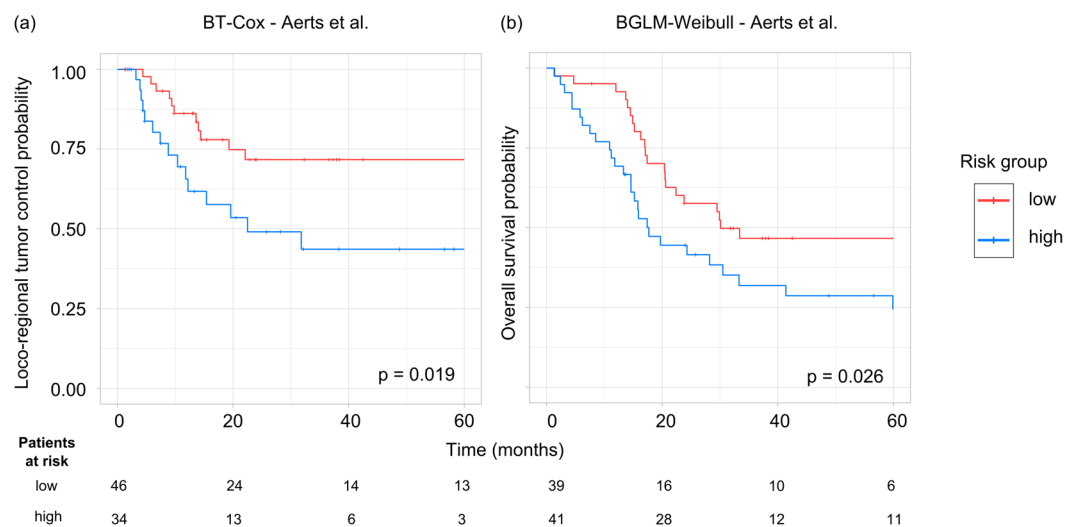 (a) BT-Cox - Aerts et al.
(b) BGLM-Weibull - Aerts et al.
Loco-regional tumor control probability
1.00
0.75
0.50
0.25
0.00
p = 0.019
0 20 40 60
Overall survival probability
p = 0.026
0 20 40 60
Time (months)
Risk group
low
high
Patients
at risk
low 46 24 14 13 39 16 10 6
high 34 13 6 3 41 28 12 11